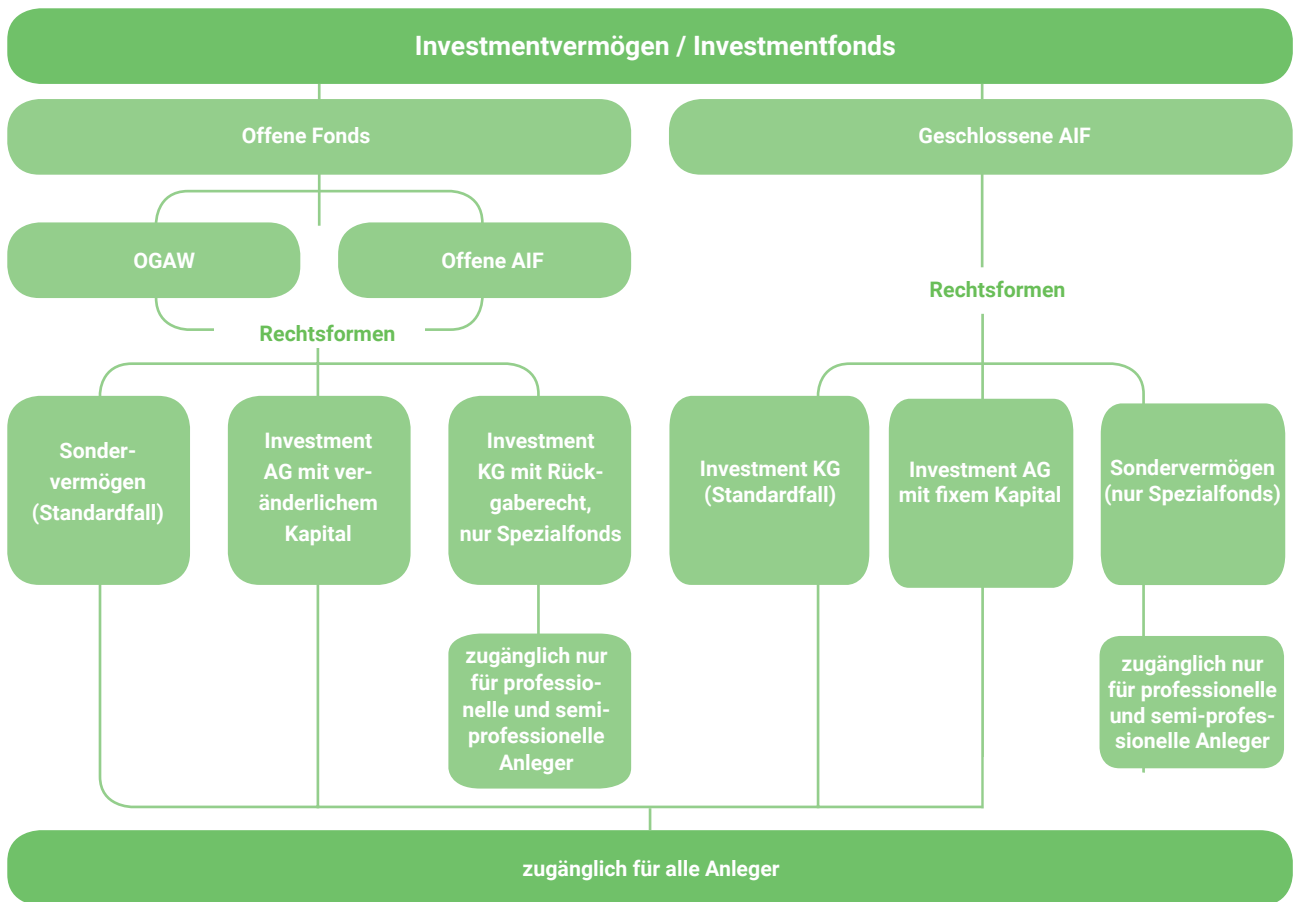 Investmentvermögen / Investmentfonds
Offene Fonds
Geschlossene AIF
OGAW
Offene AIF
Rechtsformen
Rechtsformen
Sonder-
vermögen
(Standardfall)
Investment
AG mit ver-
änderlichem
Kapital
Investment
KG mit Rück-
gaberecht,
nur Spezialfonds
Investment KG
(Standardfall)
Investment AG
mit fixem Kapital
Sondervermögen
(nur Spezialfonds)
zugänglich nur
für professio-
nelle und semi-
professionelle
Anleger
zugänglich nur
für professionelle
und semi-profes-
sionelle Anleger
zugänglich für alle Anleger